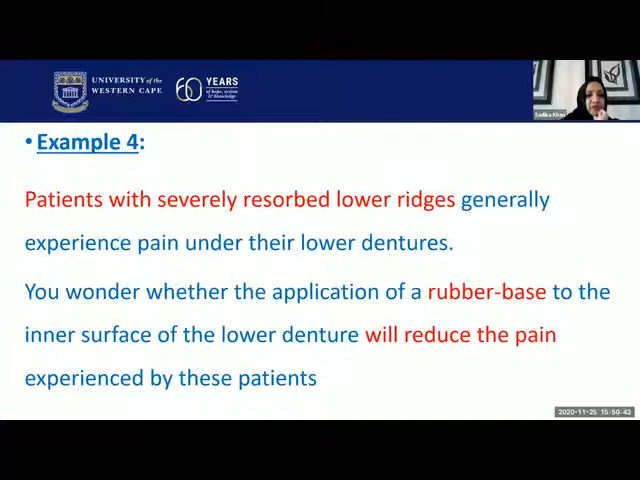 UNIVERSITY of the
WESTERN CAPE
60 YEARS
of hope, action
& knowledge
Sadika Khan
• Example 4:
Patients with severely resorbed lower ridges generally
experience pain under their lower dentures.
You wonder whether the application of a rubber-base to the
inner surface of the lower denture will reduce the pain
experienced by these patients
2020-11-25 15:50:43